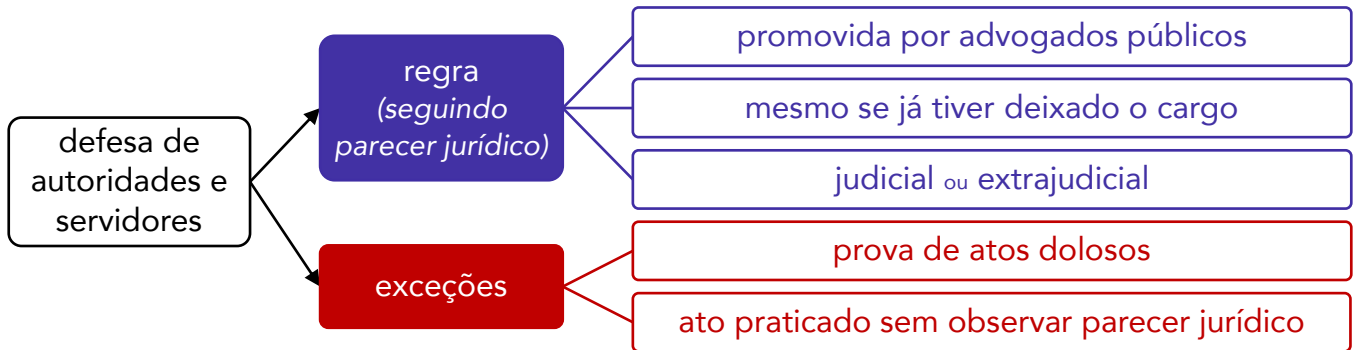 defesa de
autoridades e
servidores
regra
(seguindo
parecer jurídico)
promovida por advogados públicos
mesmo se já tiver deixado o cargo
judicial ou extrajudicial
exceções
prova de atos dolosos
ato praticado sem observar parecer jurídico